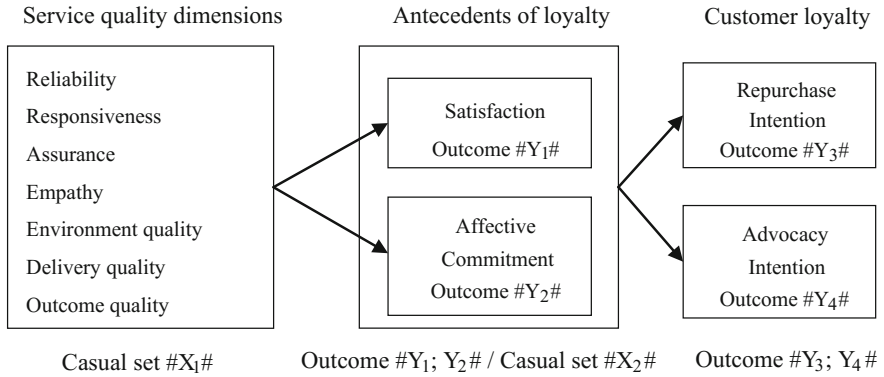 Service quality dimensions
Reliability
Responsiveness
Assurance
Empathy
Environment quality
Delivery quality
Outcome quality
Casual set #X₁#
Antecedents of loyalty
Satisfaction
Outcome #Y₁#
Affective
Commitment
Outcome #Y₂#
Outcome #Y₁; Y₂# / Casual set #X₂#
Customer loyalty
Repurchase
Intention
Outcome #Y₃#
Advocacy
Intention
Outcome #Y₄#
Outcome #Y₃; Y₄#